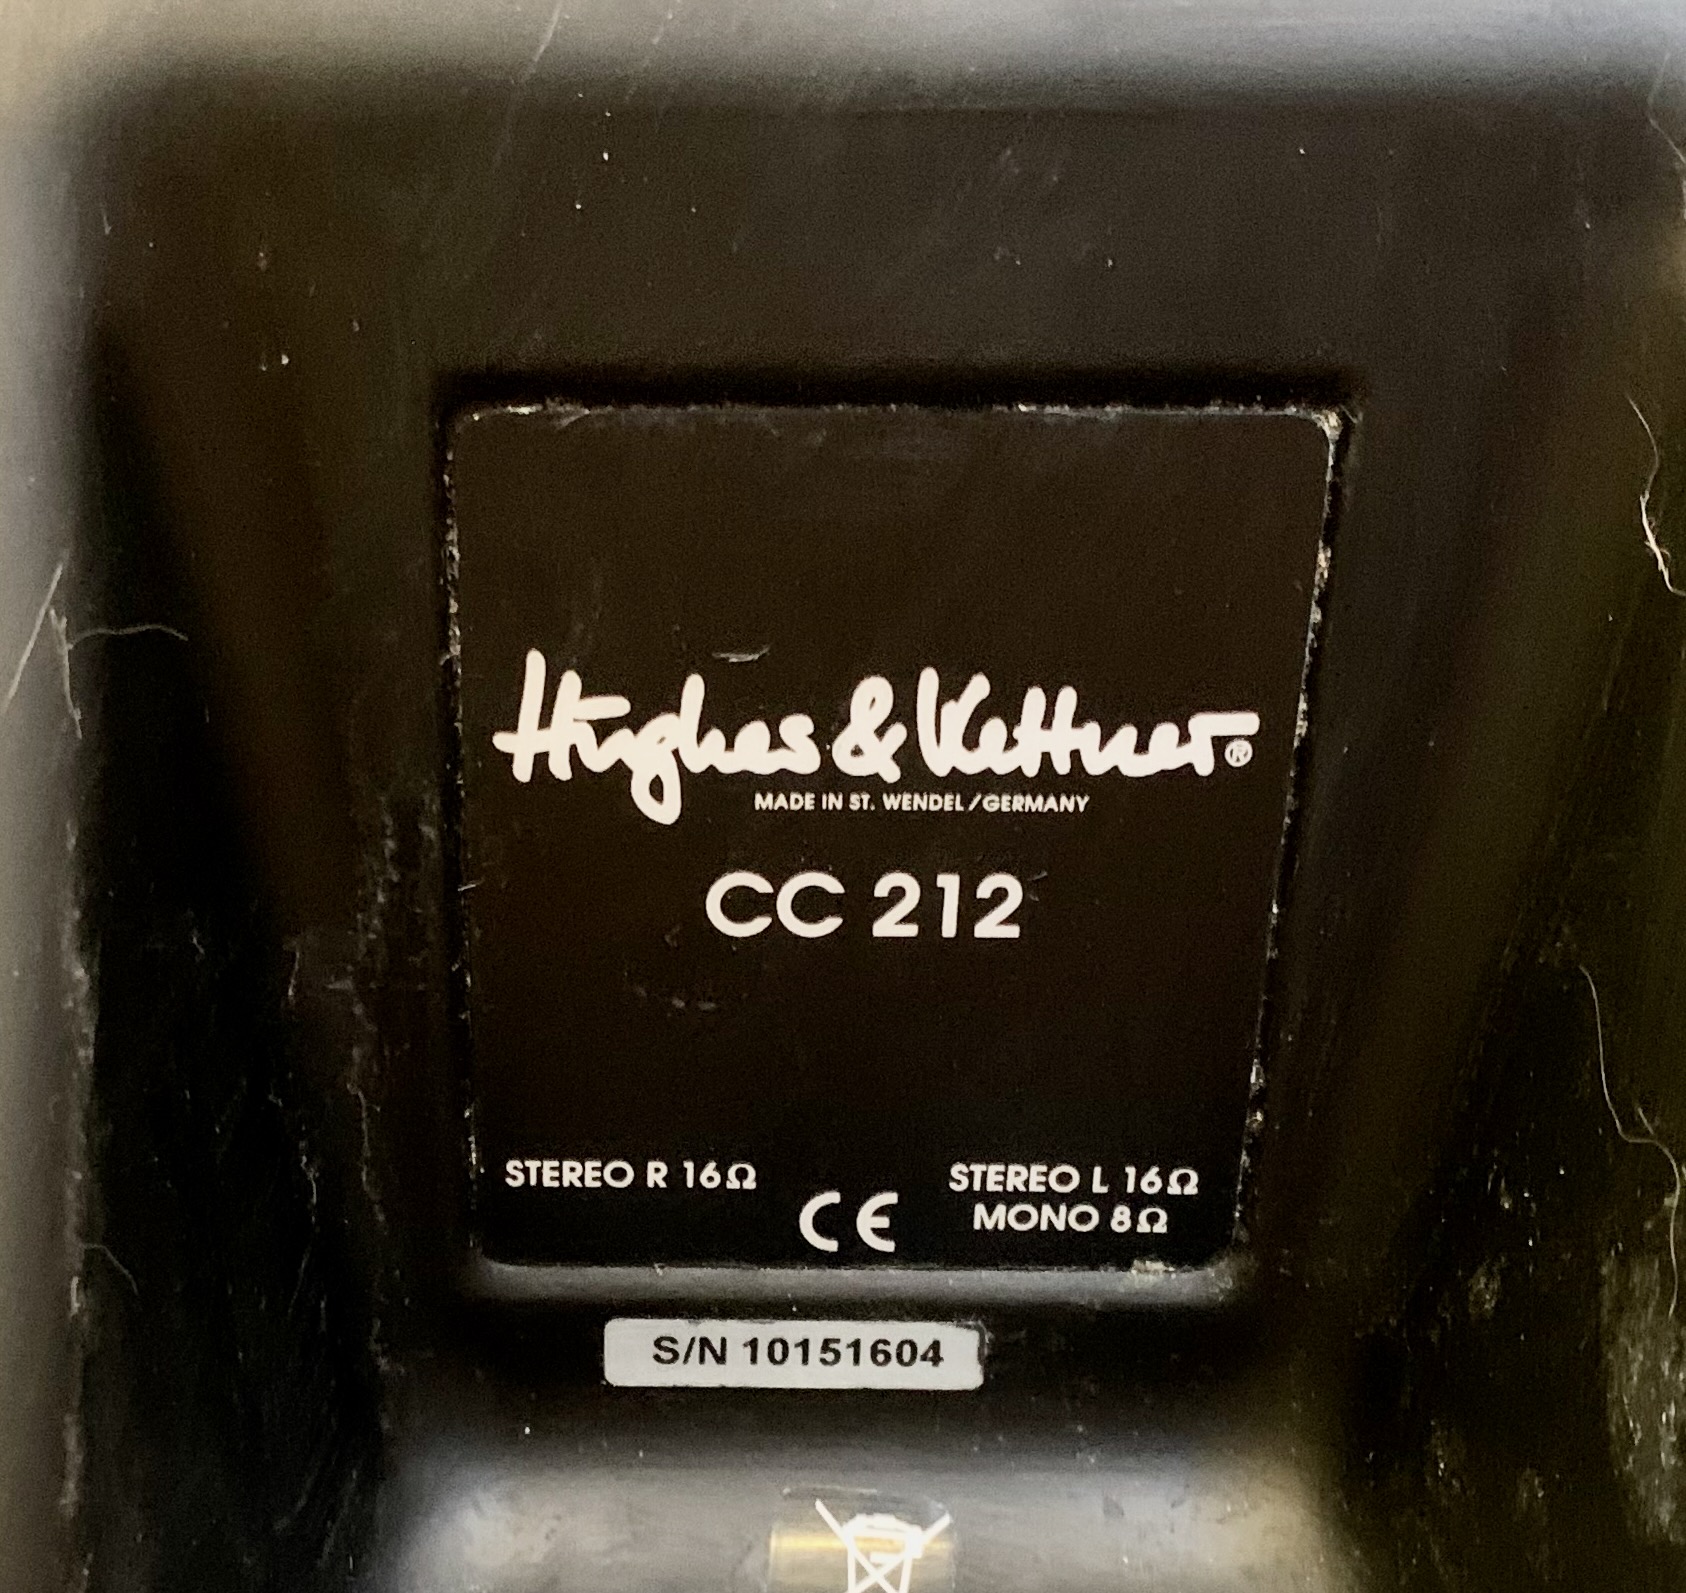 Hughes & Kettner®
MADE IN ST. WENDEL/GERMANY
CC 212
STEREO R 16Ω
CE
STEREO L 16Ω
MONO 8Ω
S/N 10151604